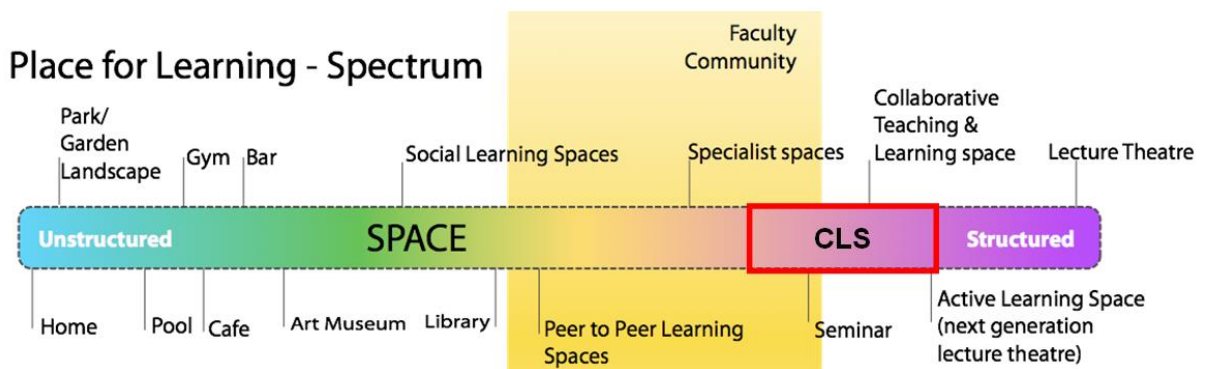 Faculty
Community
Place for Learning - Spectrum
Park/
Garden
Landscape
Gym
Bar
Social Learning Spaces
Specialist spaces
Collaborative
Teaching &
Learning space
Lecture Theatre
Unstructured
SPACE
CLS
Structured
Home
Pool
Cafe
Art Museum
Library
Peer to Peer Learning
Spaces
Seminar
Active Learning Space
(next generation
lecture theatre)